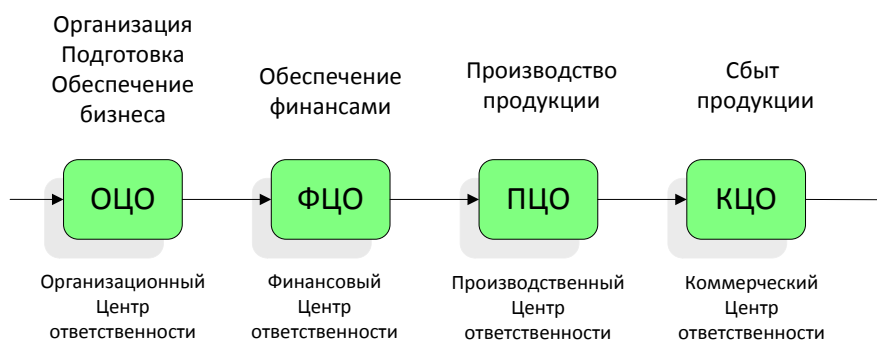 Организация
Подготовка
Обеспечение
бизнеса
Обеспечение
финансами
Производство
продукции
Сбыт
продукции
ОЦО
ФЦО
ПЦО
КЦО
Организационный
Центр
ответственности
Финансовый
Центр
ответственности
Производственный
Центр
ответственности
Коммерческий
Центр
ответственности